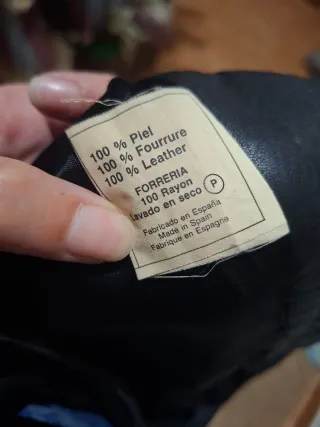 100 % Piel
100 % Fourrure
100 % Leather
FORRERIA
100 Rayon
Lavado en seco P
Fabricado en España
Made in Spain
Fabrique en Espagne